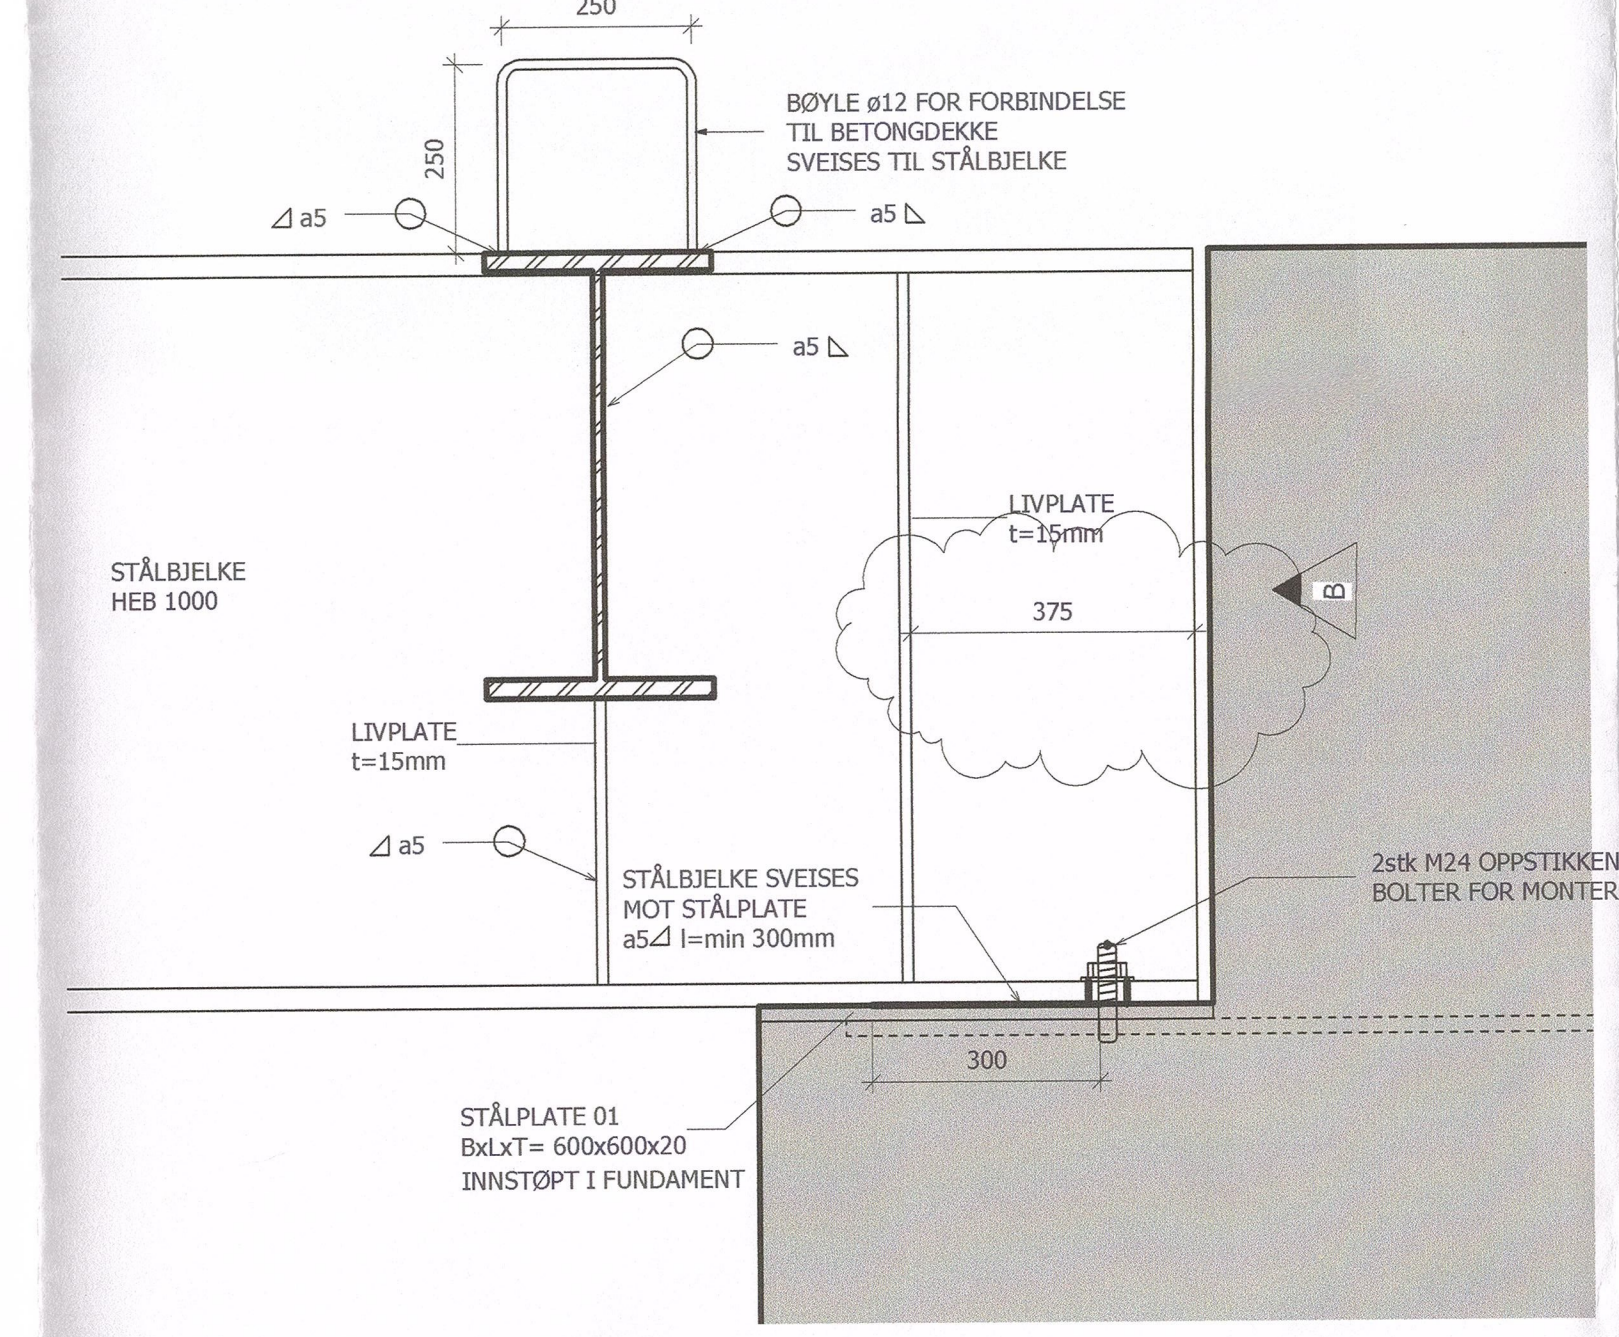 250
250
BØYLE ø12 FOR FORBINDELSE
TIL BETONGDEKKE
SVEISES TIL STÅLBJELKE
a5
a5
a5
LIVPLATE
t=15mm
STÅLBJELKE
HEB 1000
B
375
LIVPLATE
t=15mm
a5
STÅLBJELKE SVEISES
MOT STÅLPLATE
a5 l=min 300mm
2stk M24 OPPSTIKKEN
BOLTER FOR MONTER
300
STÅLPLATE 01
BxLxT= 600x600x20
INNSTØPT I FUNDAMENT